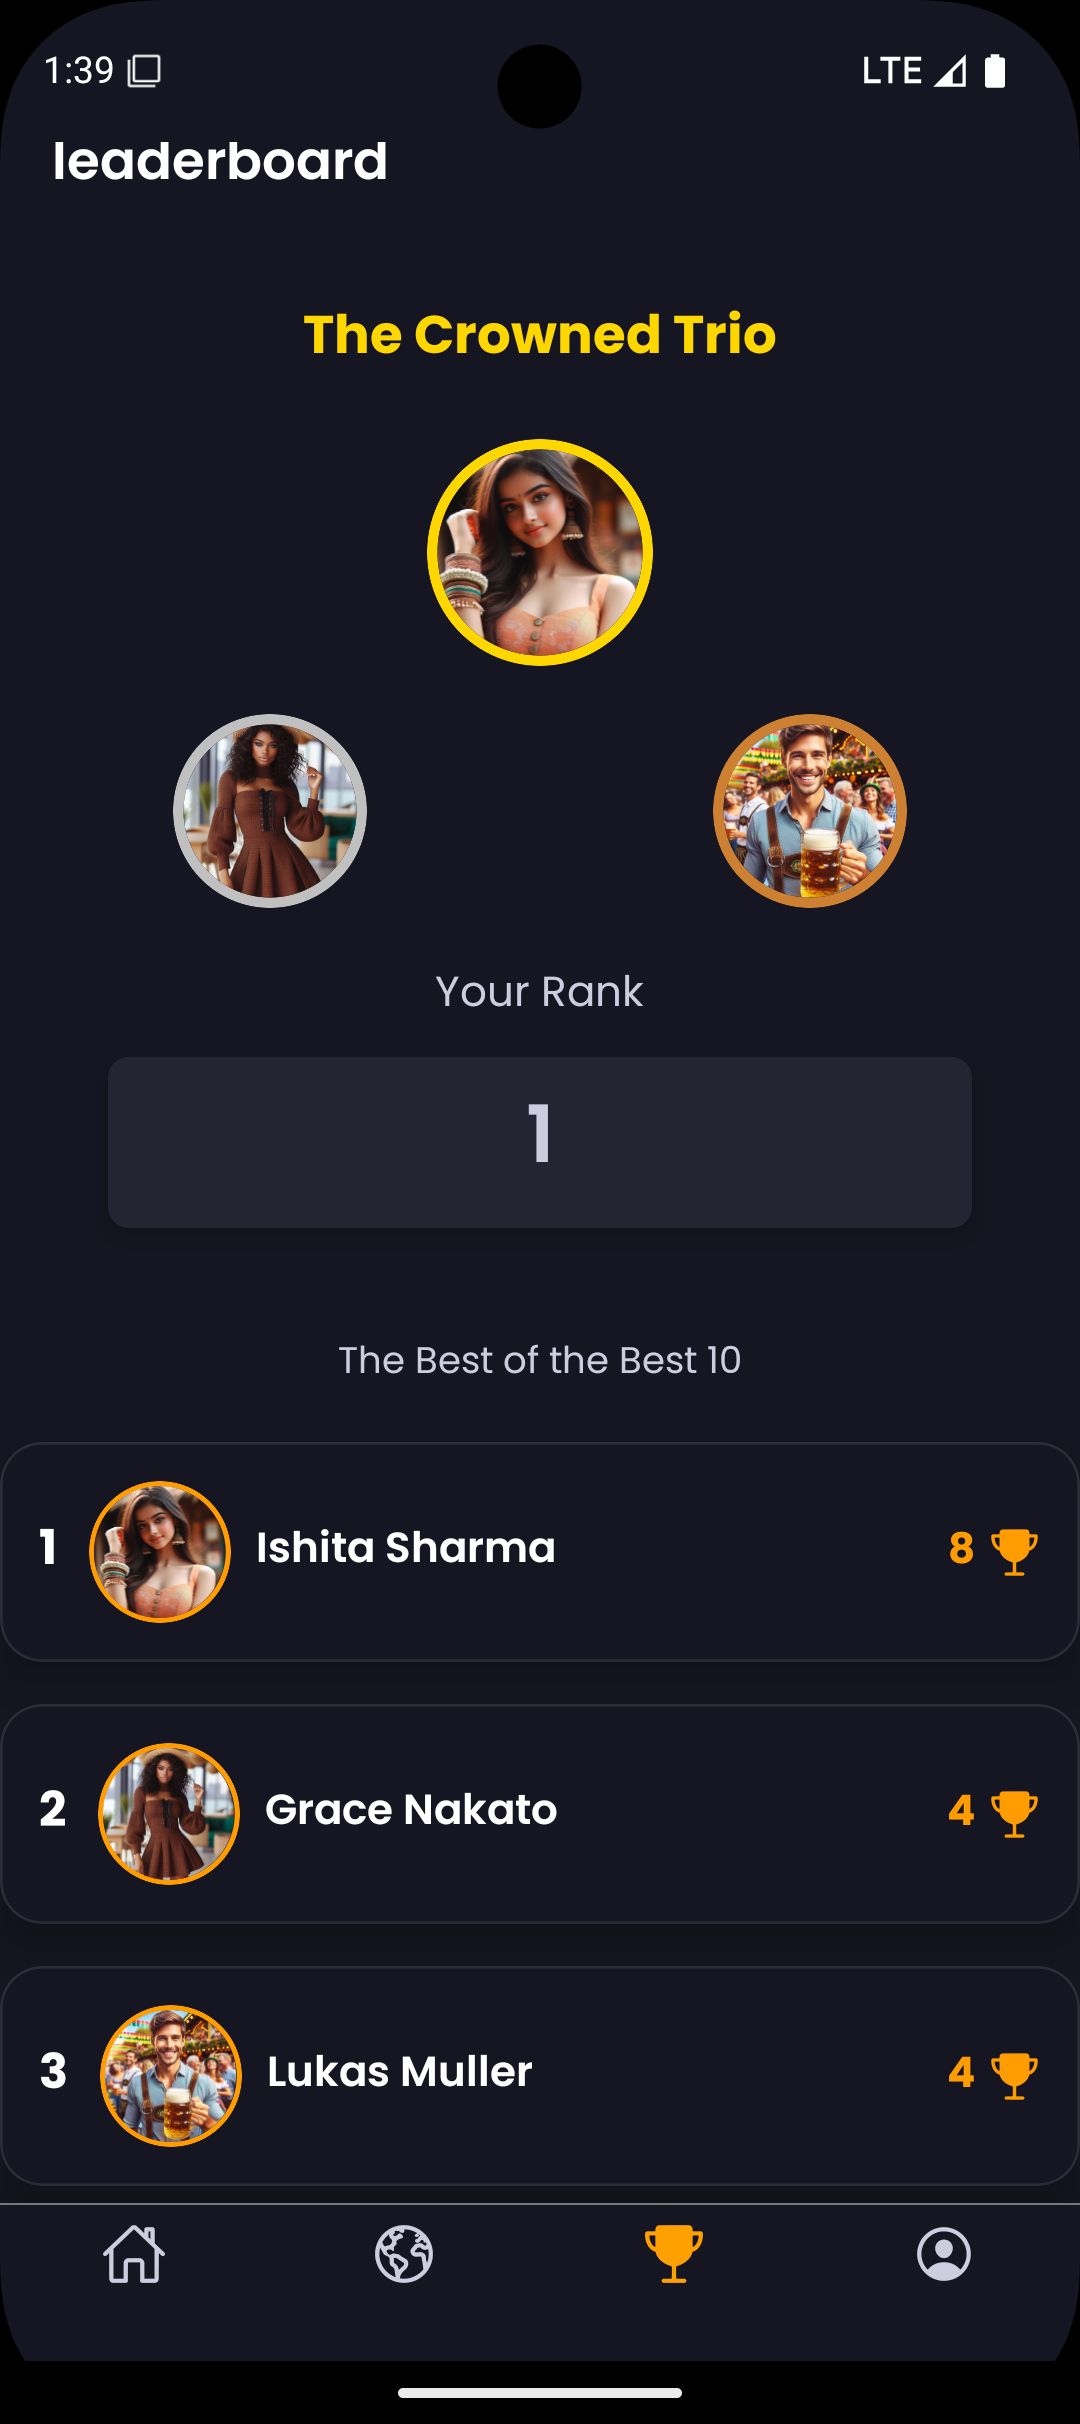 1:39 LTE
leaderboard
The Crowned Trio
Your Rank
1
The Best of the Best 10
1 Ishita Sharma 8
2 Grace Nakato 4
3 Lukas Muller 4